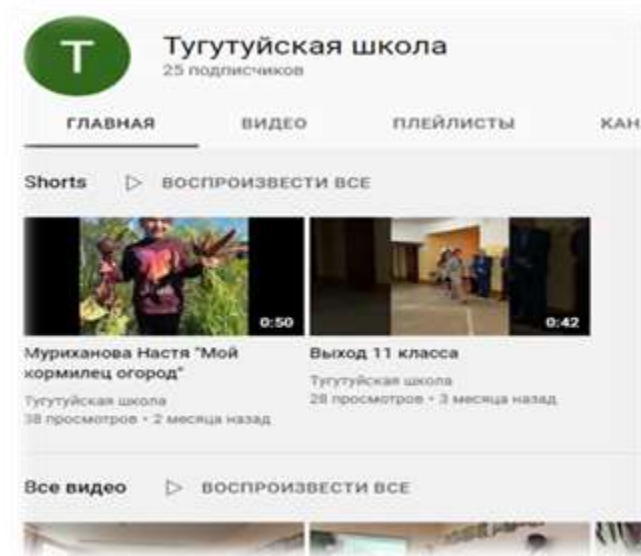 Т
Тугутуйская школа
25 подписчиков
ГЛАВНАЯ ВИДЕО ПЛЕЙЛИСТЫ КАН
Shorts ВОСПРОИЗВЕСТИ ВСЕ
0:50 0:42
Муриханова Настя "Мой Выход 11 класса
кормилец огород" Тугутуйская школа
Тугутуйская школа 28 просмотров • 3 месяца назад
38 просмотров • 2 месяца назад
Все видео ВОСПРОИЗВЕСТИ ВСЕ